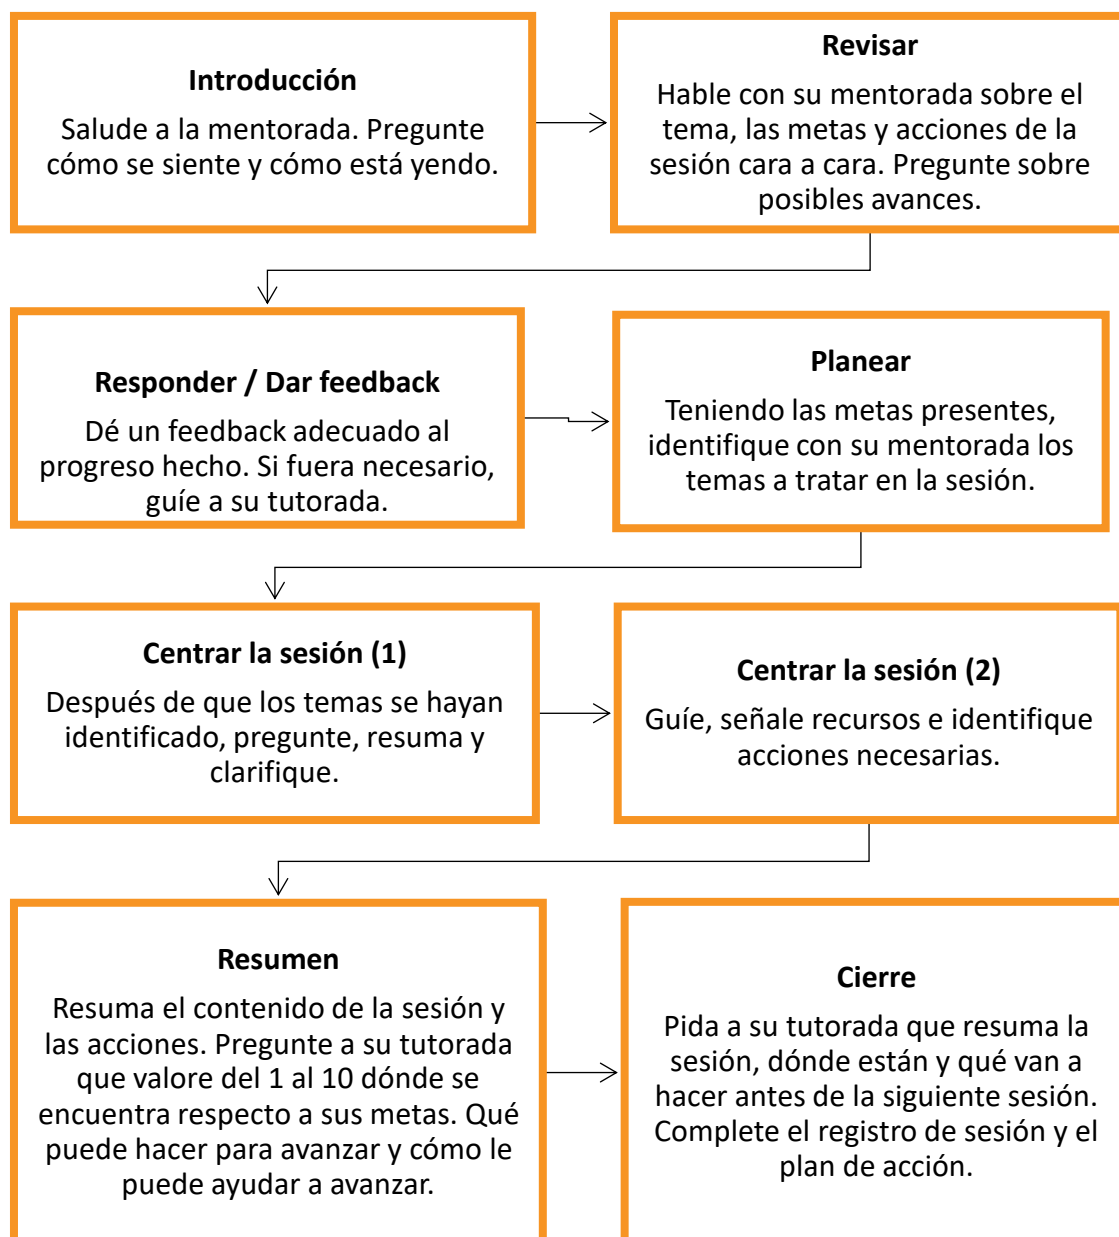 Introducción
Salude a la mentorada. Pregunte
cómo se siente y cómo está yendo.
Revisar
Hable con su mentorada sobre el
tema, las metas y acciones de la
sesión cara a cara. Pregunte sobre
posibles avances.
Responder / Dar feedback
Dé un feedback adecuado al
progreso hecho. Si fuera necesario,
guíe a su tutorada.
Planear
Teniendo las metas presentes,
identifique con su mentorada los
temas a tratar en la sesión.
Centrar la sesión (1)
Después de que los temas se hayan
identificado, pregunte, resuma y
clarifique.
Centrar la sesión (2)
Guíe, señale recursos e identifique
acciones necesarias.
Resumen
Resuma el contenido de la sesión y
las acciones. Pregunte a su tutorada
que valore del 1 al 10 dónde se
encuentra respecto a sus metas. Qué
puede hacer para avanzar y cómo le
puede ayudar a avanzar.
Cierre
Pida a su tutorada que resuma la
sesión, dónde están y qué van a
hacer antes de la siguiente sesión.
Complete el registro de sesión y el
plan de acción.